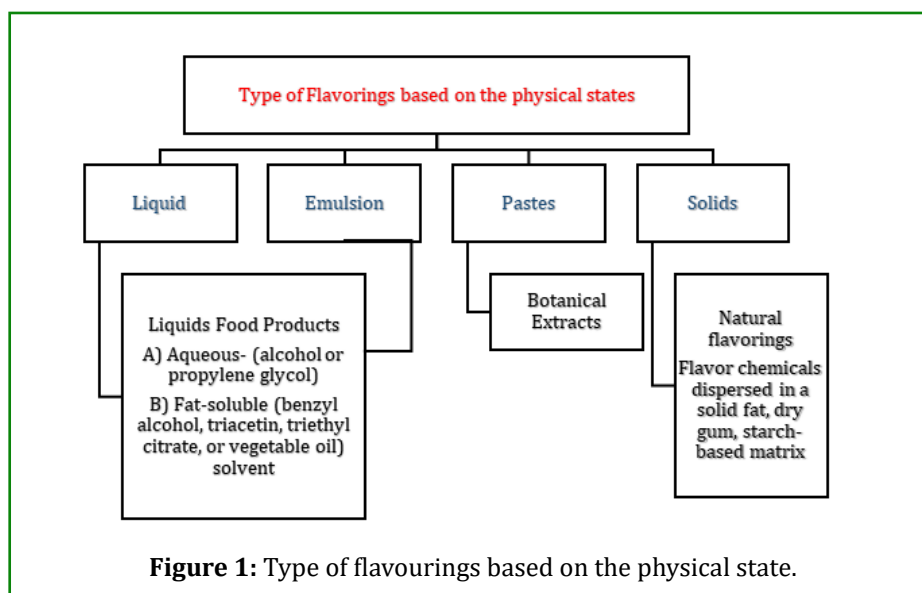 Type of Flavorings based on the physical states
Liquid
Emulsion
Pastes
Solids
Liquids Food Products
A) Aqueous- (alcohol or
propylene glycol)
B) Fat-soluble (benzyl
alcohol, triacetin, triethyl
citrate, or vegetable oil)
solvent
Botanical
Extracts
Natural
flavorings
Flavor chemicals
dispersed in a
solid fat, dry
gum, starch-
based matrix
Figure 1: Type of flavourings based on the physical state.